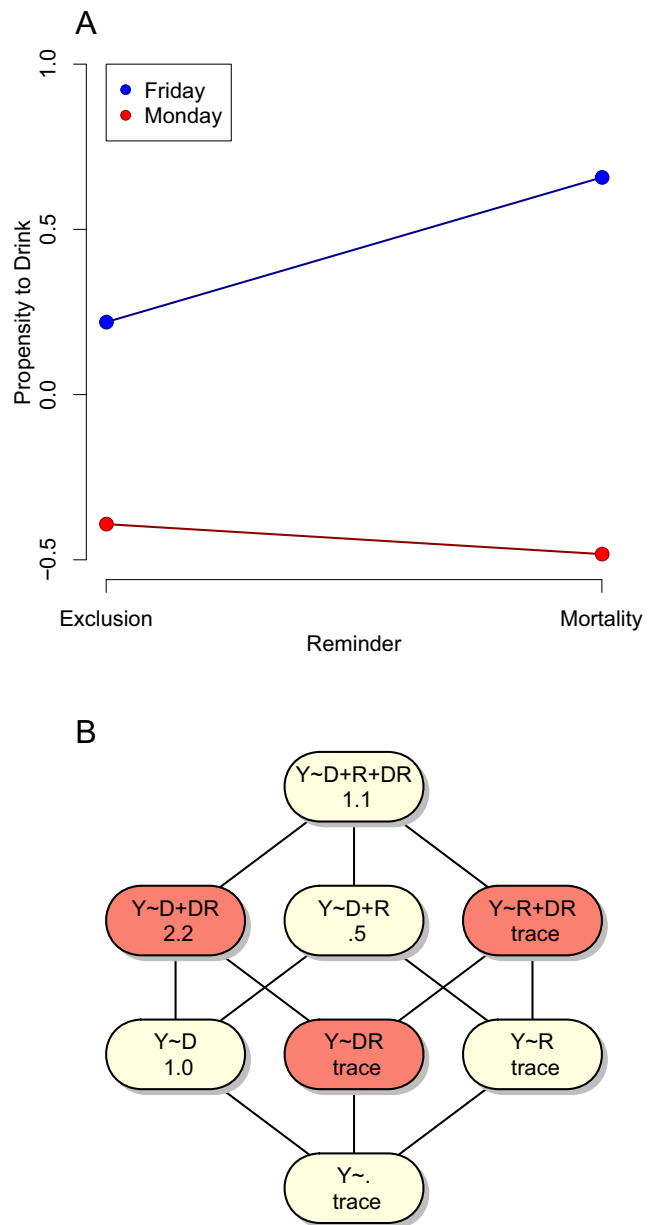 A
Friday
Monday
Propensity to Drink
1.0
0.5
0.0
−0.5
Exclusion
Mortality
Reminder
B
Y~D+R+DR
1.1
Y~D+DR
2.2
Y~D+R
.5
Y~R+DR
trace
Y~D
1.0
Y~DR
trace
Y~R
trace
Y~.
trace